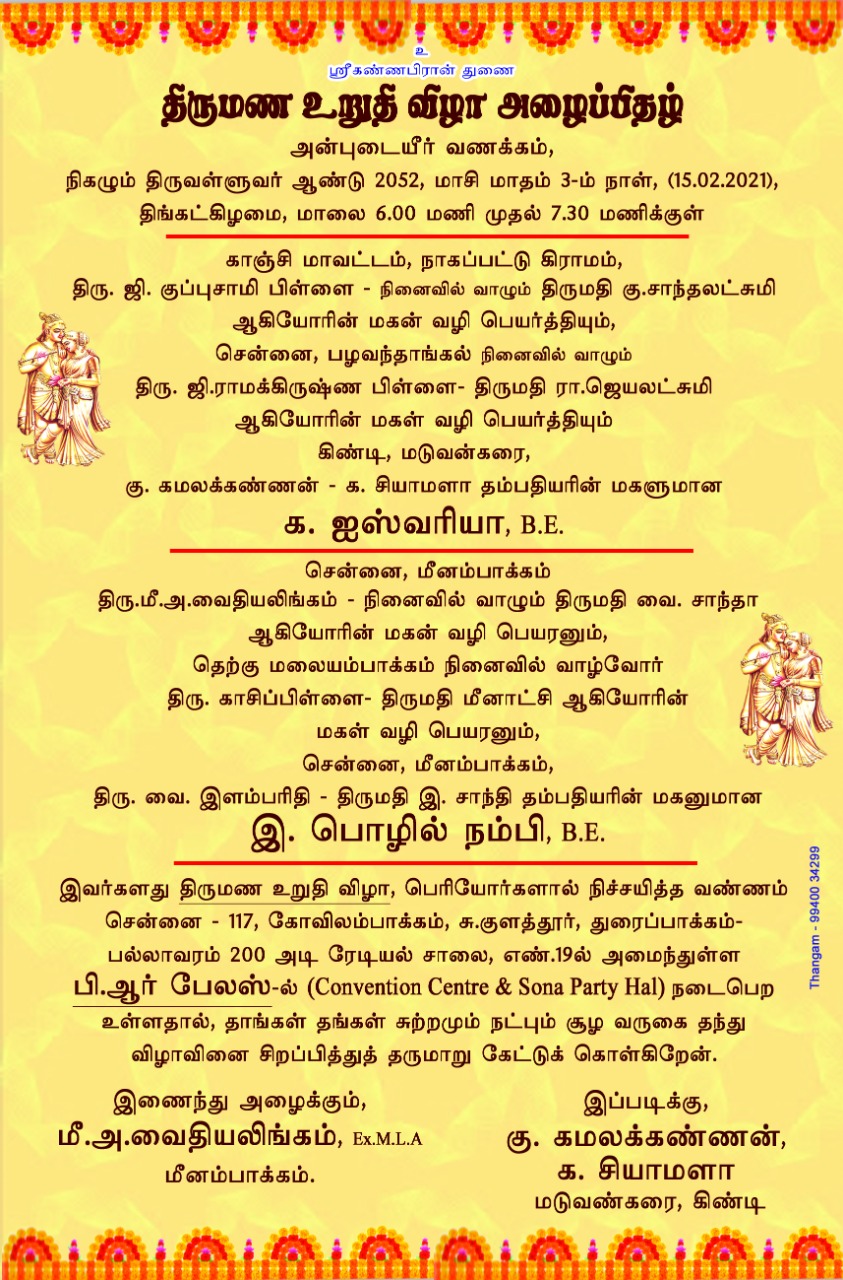 உ
ஸ்ரீகண்ணபிரான் துணை
திருமண உறுதி விழா அழைப்பிதழ்
அன்புடையீர் வணக்கம்,
நிகழும் திருவள்ளுவர் ஆண்டு 2052, மாசி மாதம் 3-ம் நாள், (15.02.2021),
திங்கட்கிழமை, மாலை 6.00 மணி முதல் 7.30 மணிக்குள்
காஞ்சி மாவட்டம், நாகப்பட்டு கிராமம்,
திரு. ஜி. குப்புசாமி பிள்ளை - நினைவில் வாழும் திருமதி கு.சாந்தலட்சுமி
ஆகியோரின் மகன் வழி பெயர்த்தியும்,
சென்னை, பழவந்தாங்கல் நினைவில் வாழும்
திரு. ஜி.ராமக்கிருஷ்ண பிள்ளை- திருமதி ரா.ஜெயலட்சுமி
ஆகியோரின் மகள் வழி பெயர்த்தியும்
கிண்டி, மடுவன்கரை,
கு. கமலக்கண்ணன் - க. சியாமளா தம்பதியரின் மகளுமான
க. ஐஸ்வரியா, B.E.
சென்னை, மீனம்பாக்கம்
திரு.மீ.அ.வைதியலிங்கம் - நினைவில் வாழும் திருமதி வை. சாந்தா
ஆகியோரின் மகன் வழி பெயரனும்,
தெற்கு மலையம்பாக்கம் நினைவில் வாழ்வோர்
திரு. காசிப்பிள்ளை- திருமதி மீனாட்சி ஆகியோரின்
மகள் வழி பெயரனும்,
சென்னை, மீனம்பாக்கம்,
திரு. வை. இளம்பரிதி - திருமதி இ. சாந்தி தம்பதியரின் மகனுமான
இ. பொழில் நம்பி, B.E.
இவர்களது திருமண உறுதி விழா, பெரியோர்களால் நிச்சயித்த வண்ணம்
சென்னை - 117, கோவிலம்பாக்கம், சு.குளத்தூர், துரைப்பாக்கம்-
பல்லாவரம் 200 அடி ரேடியல் சாலை, எண்.19ல் அமைந்துள்ள
பி.ஆர் பேலஸ்-ல் (Convention Centre & Sona Party Hal) நடைபெற
உள்ளதால், தாங்கள் தங்கள் சுற்றமும் நட்பும் சூழ வருகை தந்து
விழாவினை சிறப்பித்துத் தருமாறு கேட்டுக் கொள்கிறேன்.
இணைந்து அழைக்கும்,
மீ.அ.வைதியலிங்கம், Ex.M.L.A
மீனம்பாக்கம்.
இப்படிக்கு,
கு. கமலக்கண்ணன்,
க. சியாமளா
மடுவண்கரை, கிண்டி
Thangam - 99400 34299